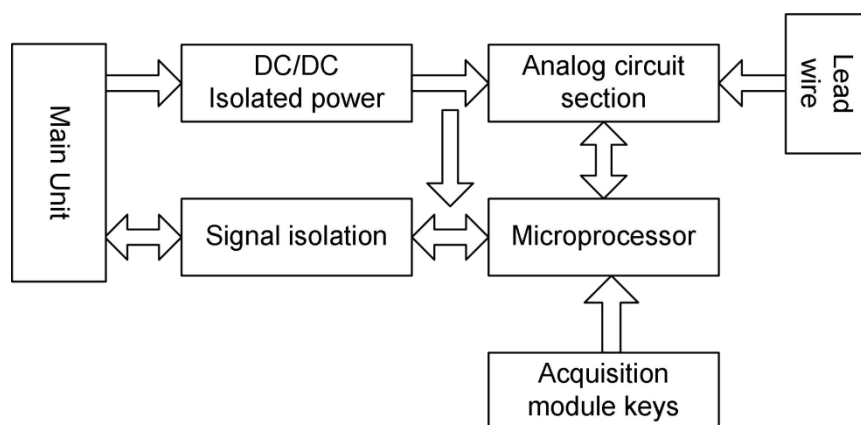 Main Unit
DC/DC
Isolated power
Analog circuit
section
Lead
wire
Signal isolation
Microprocessor
Acquisition
module keys